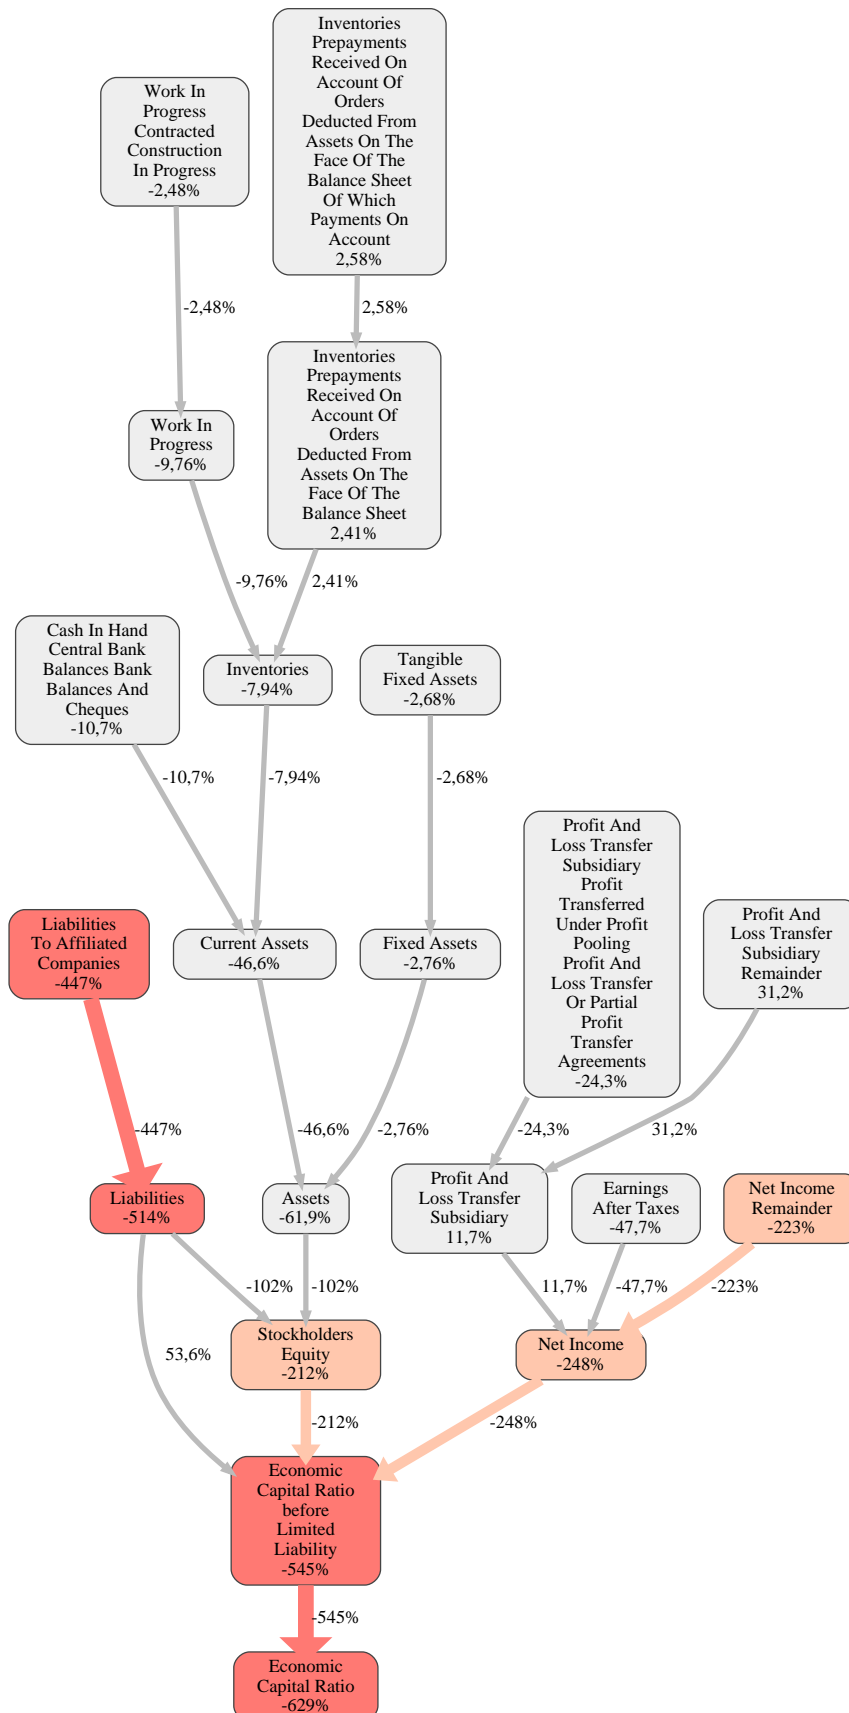 Inventories
Prepayments
Received On
Account Of
Orders
Deducted From
Assets On The
Face Of The
Balance Sheet
Of Which
Payments On
Account
2,58%
Work In
Progress
Contracted
Construction
In Progress
-2,48%
-2,48%
2,58%
Inventories
Prepayments
Received On
Account Of
Orders
Deducted From
Assets On The
Face Of The
Balance Sheet
2,41%
Work In
Progress
-9,76%
-9,76%
2,41%
Cash In Hand
Central Bank
Balances Bank
Balances And
Cheques
-10,7%
Inventories
-7,94%
Tangible
Fixed Assets
-2,68%
-10,7%
-7,94%
-2,68%
Profit And
Loss Transfer
Subsidiary
Profit
Transferred
Under Profit
Pooling
Profit And
Loss Transfer
Or Partial
Profit
Transfer
Agreements
-24,3%
Profit And
Loss Transfer
Subsidiary
Remainder
31,2%
Liabilities
To Affiliated
Companies
-447%
Current Assets
-46,6%
Fixed Assets
-2,76%
-447%
-46,6%
-2,76%
-24,3%
31,2%
Liabilities
-514%
Assets
-61,9%
Profit And
Loss Transfer
Subsidiary
11,7%
Earnings
After Taxes
-47,7%
Net Income
Remainder
-223%
-102%
-102%
11,7%
-47,7%
-223%
53,6%
Stockholders
Equity
-212%
Net Income
-248%
-212%
-248%
Economic
Capital Ratio
before
Limited
Liability
-545%
-545%
Economic
Capital Ratio
-629%